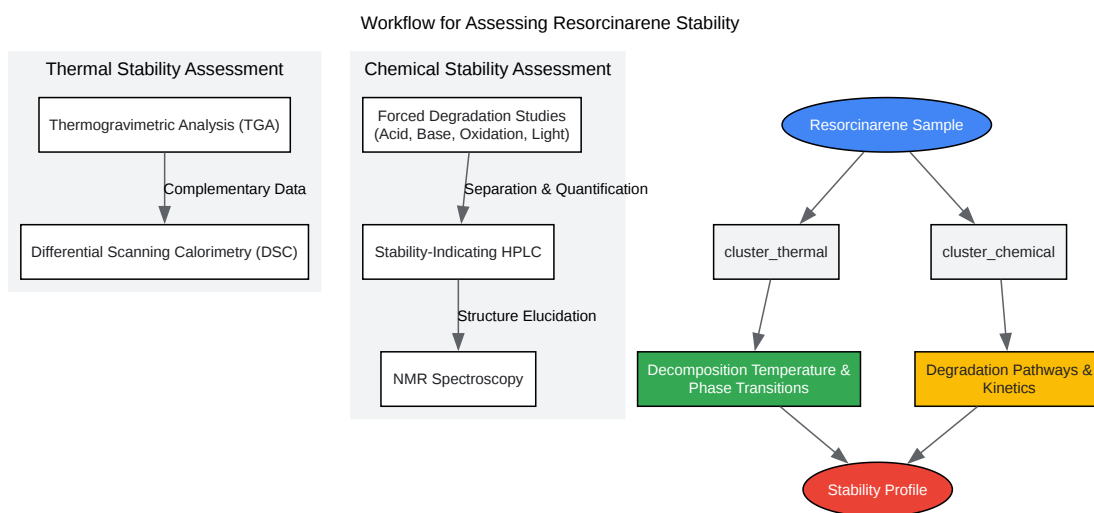 Workflow for Assessing Resorcinarene Stability
Thermal Stability Assessment
Thermogravimetric Analysis (TGA)
Complementary Data
Differential Scanning Calorimetry (DSC)
Chemical Stability Assessment
Forced Degradation Studies
(Acid, Base, Oxidation, Light)
Separation & Quantification
Stability-Indicating HPLC
Structure Elucidation
NMR Spectroscopy
Resorcinarene Sample
cluster_thermal
cluster_chemical
Decomposition Temperature &
Phase Transitions
Degradation Pathways &
Kinetics
Stability Profile